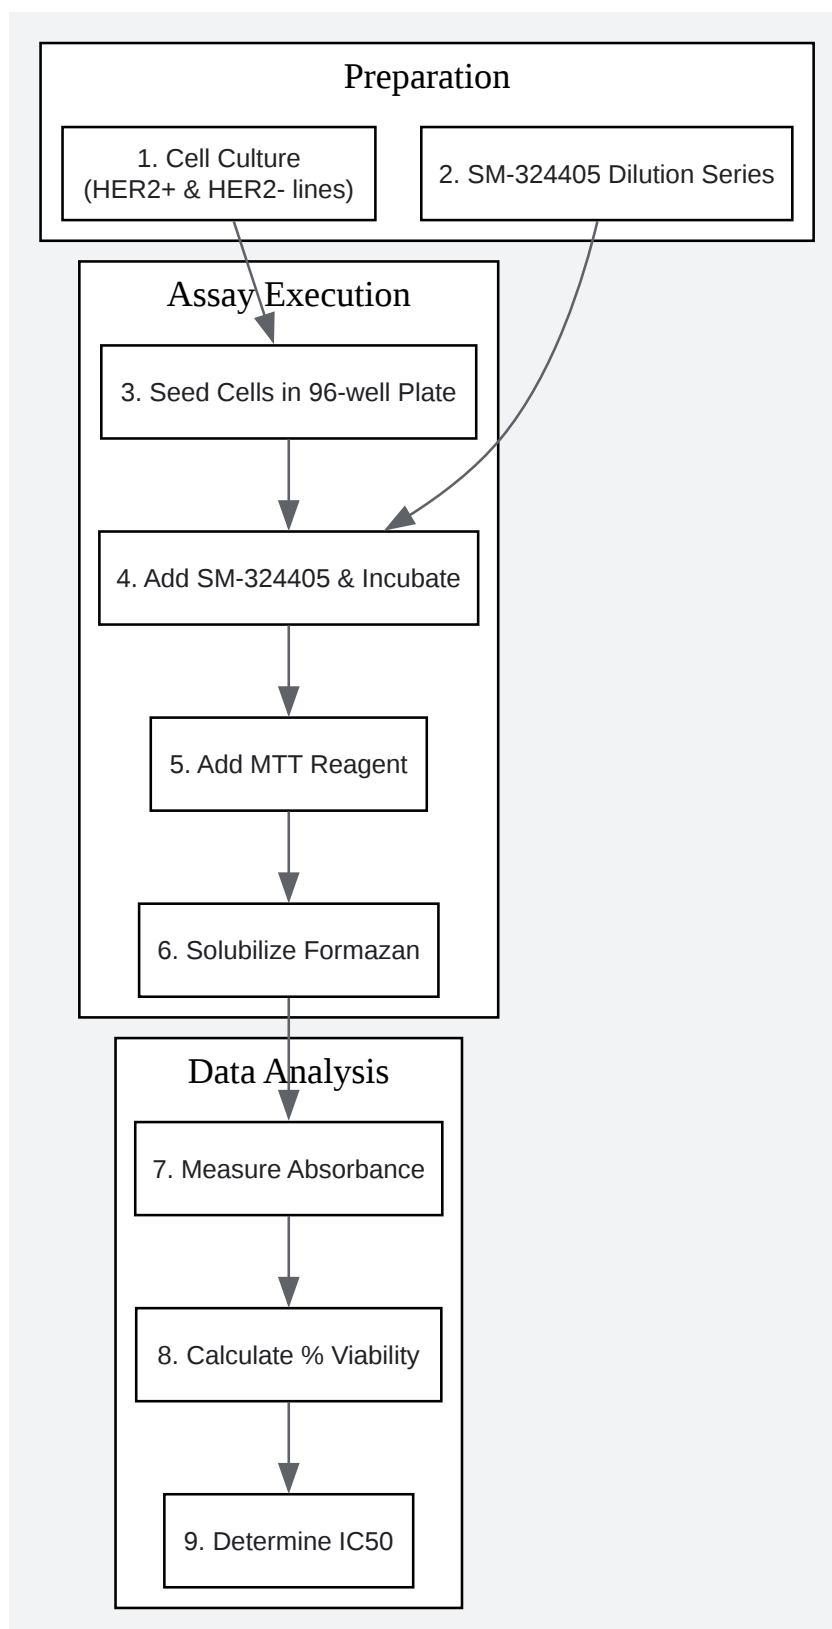 Preparation
1. Cell Culture
(HER2+ & HER2- lines)
2. SM-324405 Dilution Series
Assay Execution
3. Seed Cells in 96-well Plate
4. Add SM-324405 & Incubate
5. Add MTT Reagent
6. Solubilize Formazan
Data Analysis
7. Measure Absorbance
8. Calculate % Viability
9. Determine IC50